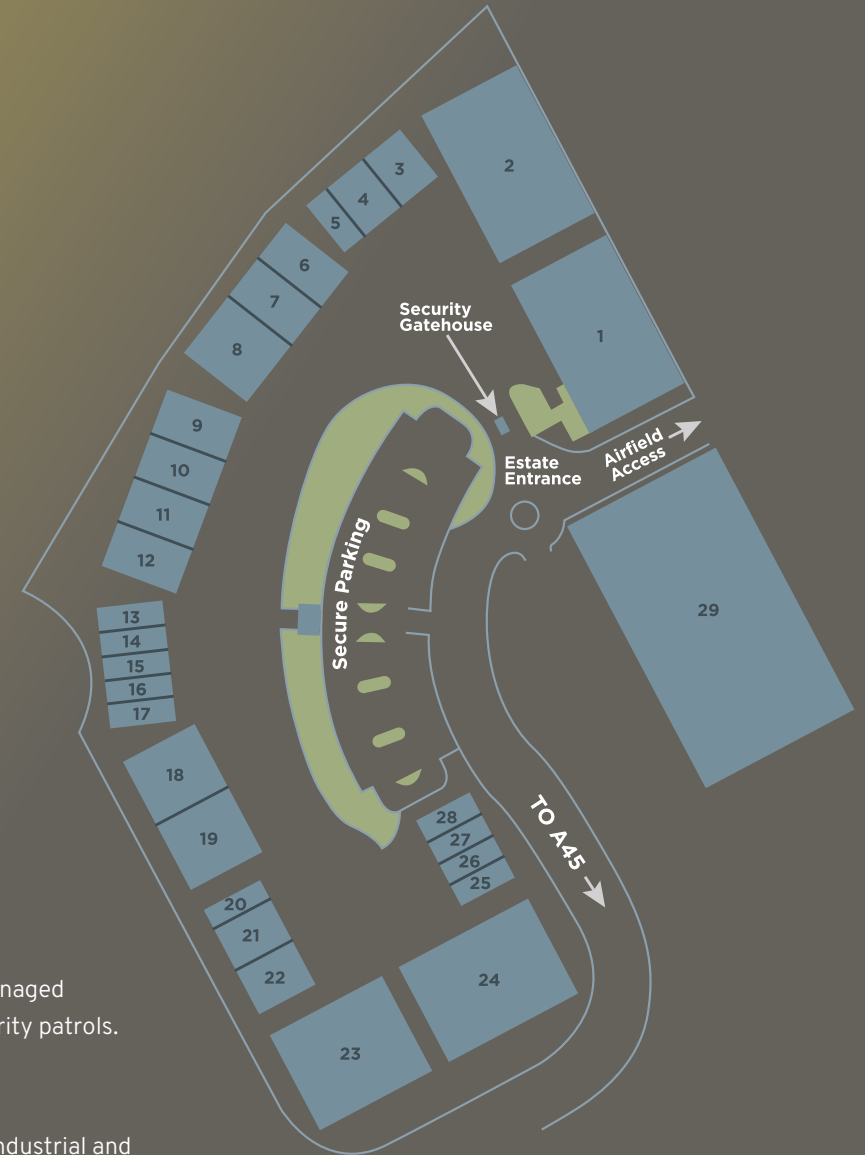 2
3
4
5
6
7
8
Security
Gatehouse
1
9
10
11
12
Estate
Entrance
Airfield
Access
Secure Parking
13
14
15
16
17
29
18
19
28
27
26
25
TO A45
20
21
22
24
23
naged
rity patrols.
ndustrial and